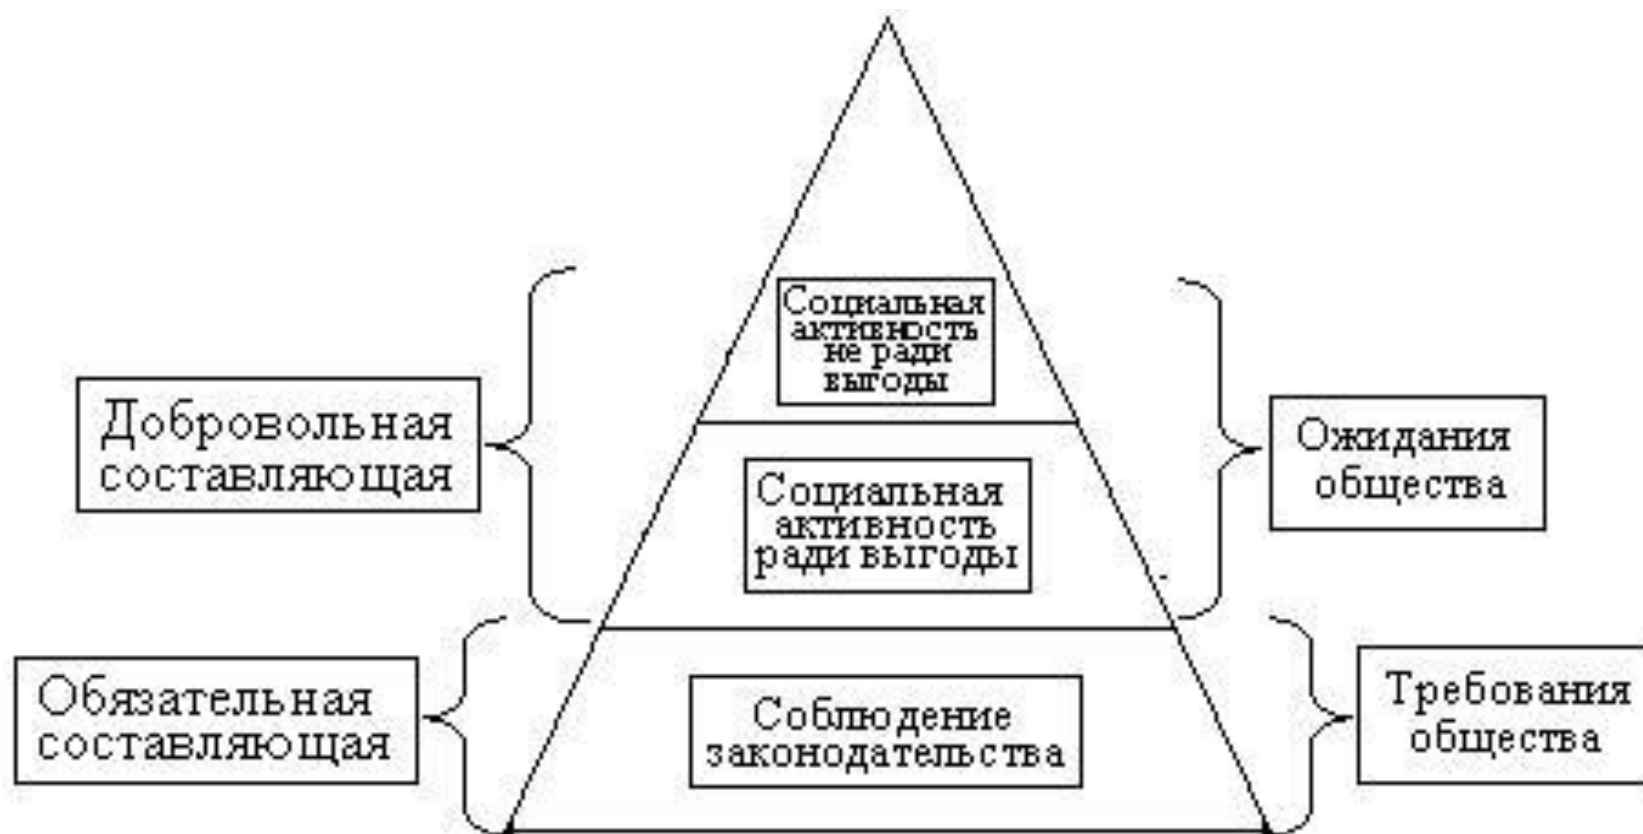 Социальная
активность
не ради
выгоды
Добровольная
составляющая
Ожидания
общества
Социальная
активность
ради выгоды
Обязательная
составляющая
Соблюдение
законодательства
Требования
общества